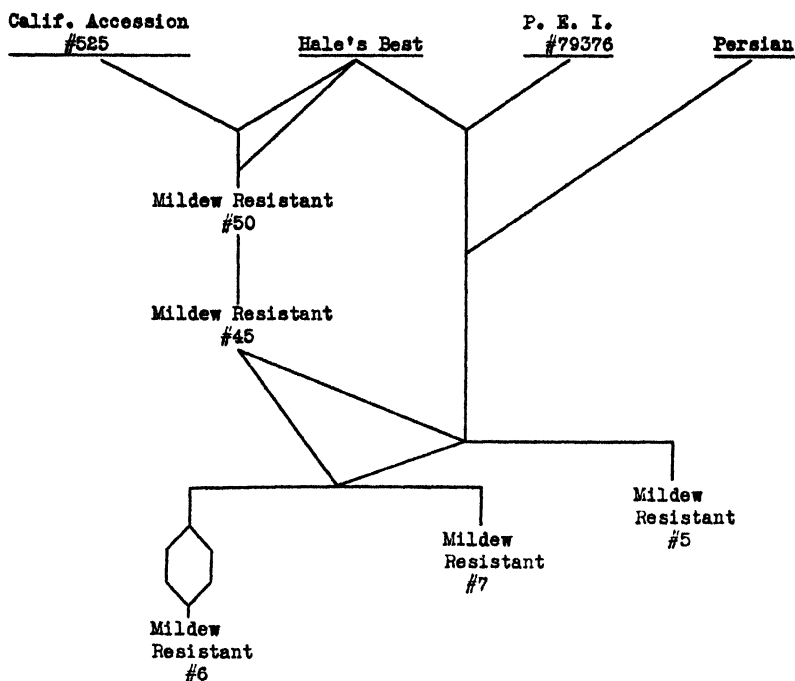 Calif. Accession
#525
Hale's Best
P. E. I.
#79376
Persian
Mildew Resistant
#50
Mildew Resistant
#45
Mildew
Resistant
#5
Mildew
Resistant
#7
Mildew
Resistant
#6